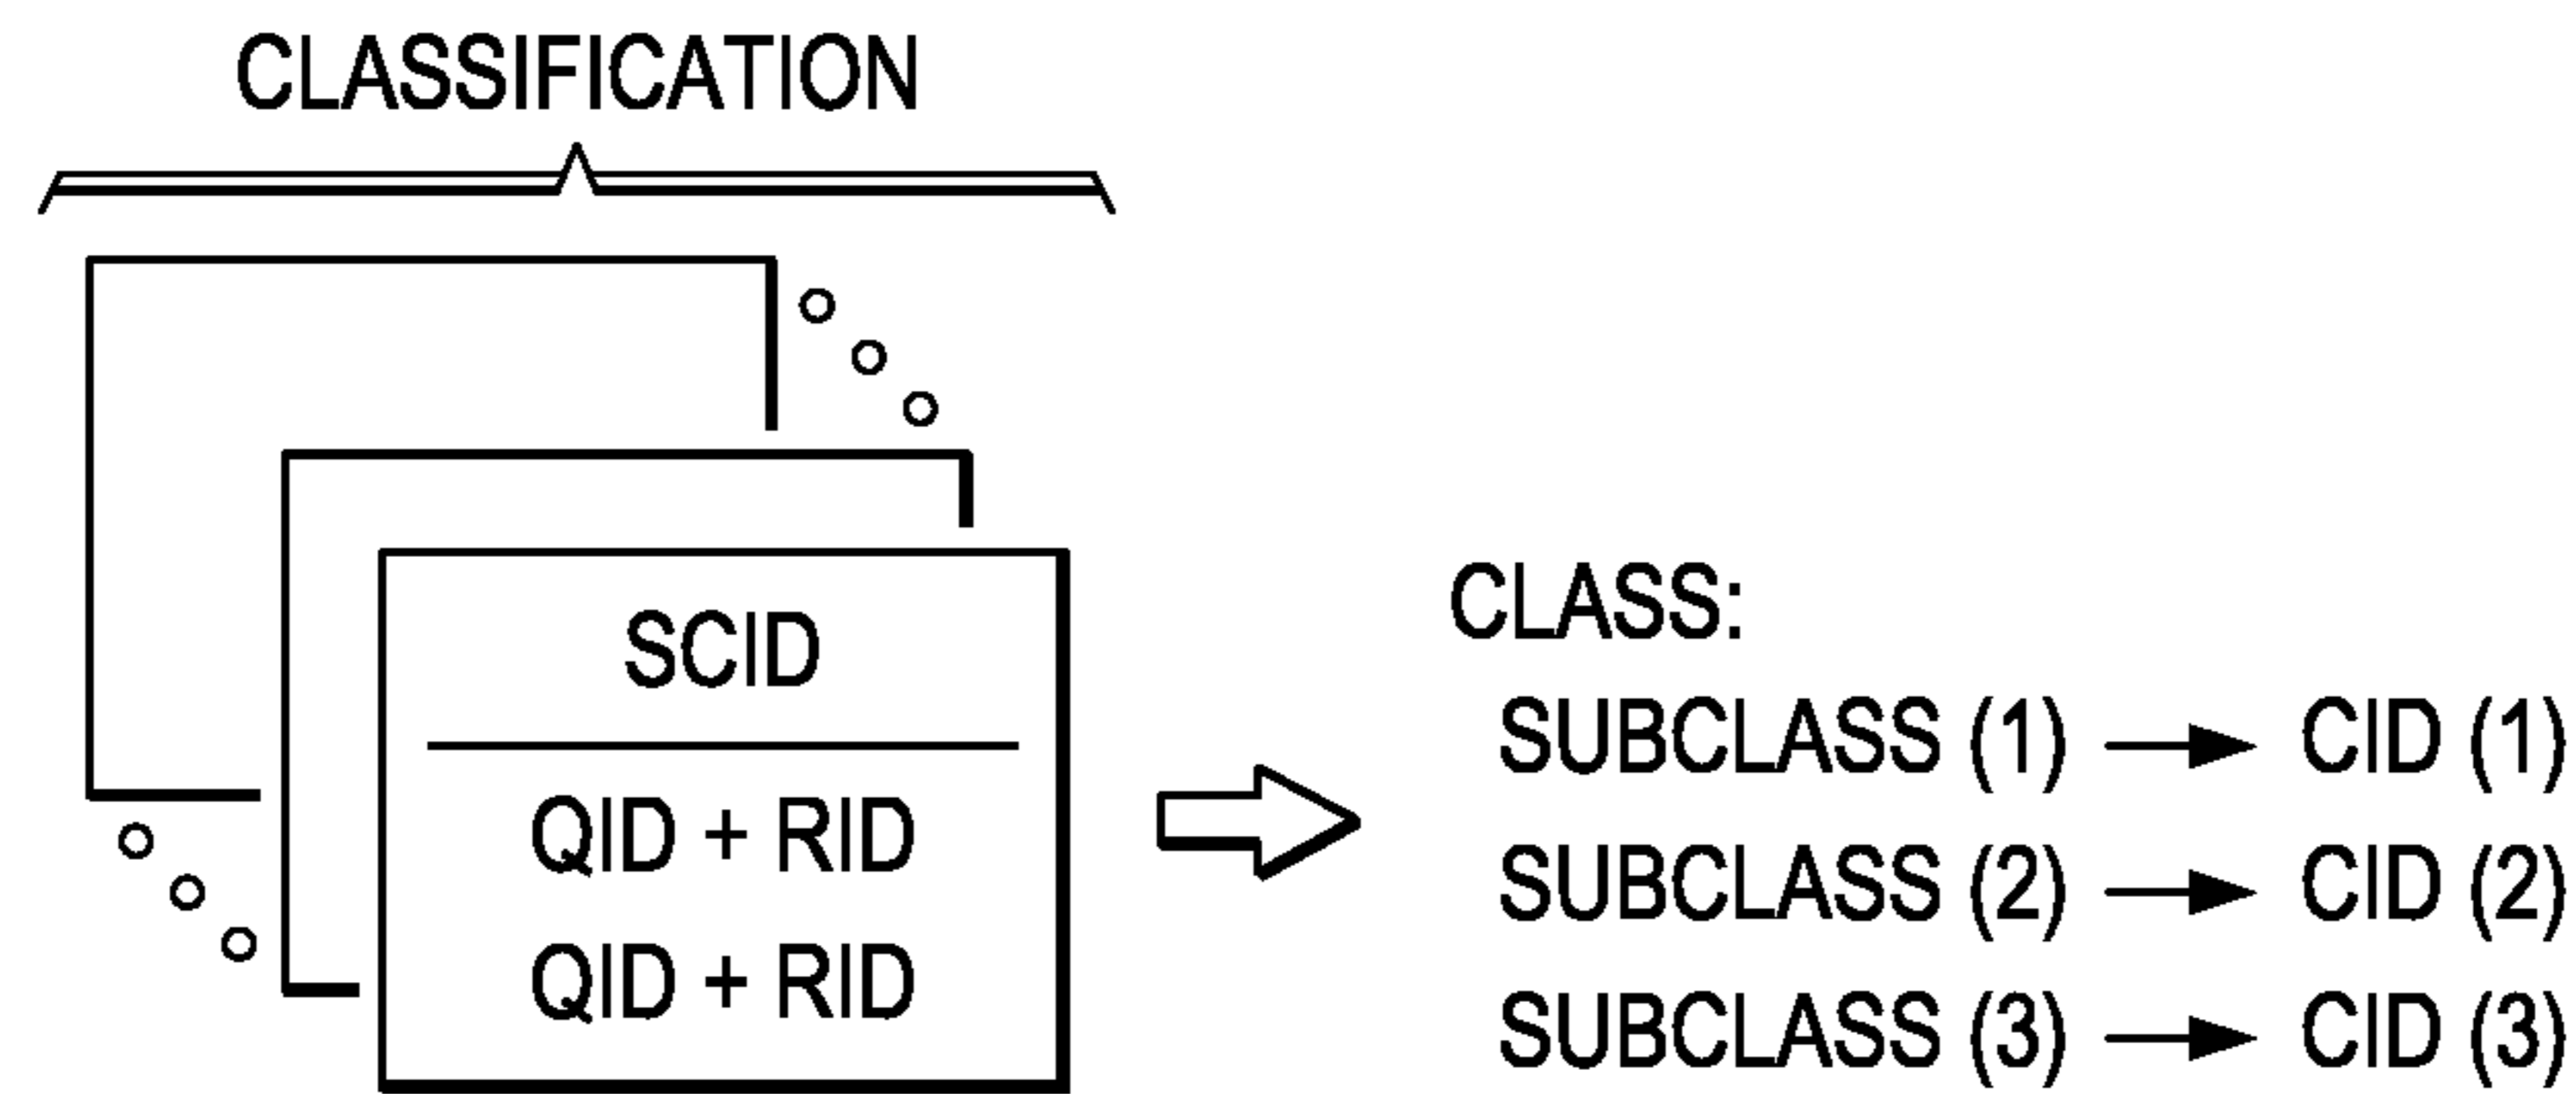 CLASSIFICATION
SCID
QID + RID
QID + RID
CLASS:
SUBCLASS (1) → CID (1)
SUBCLASS (2) → CID (2)
SUBCLASS (3) → CID (3)